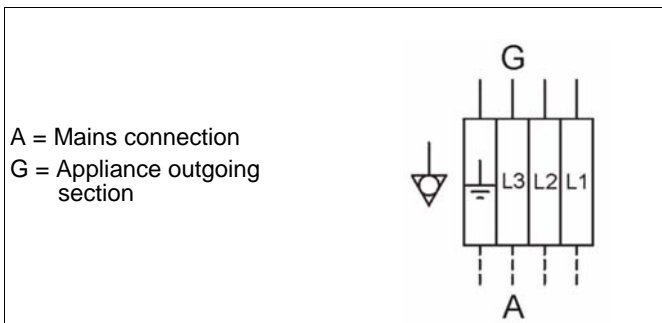 G
A = Mains connection
G = Appliance outgoing
section
L3 L2 L1
A